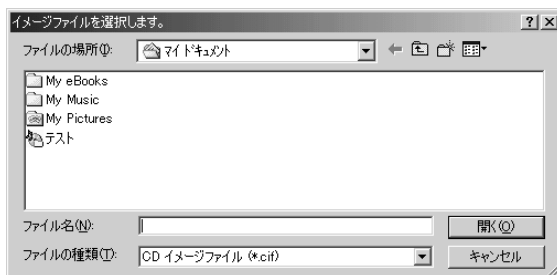 イメージファイルを選択します。
ファイルの場所(I): マイ ドキュメント
My eBooks
My Music
My Pictures
テスト
ファイル名(N): 開く(O)
ファイルの種類(T): CD イメージファイル (*.cif) キャンセル